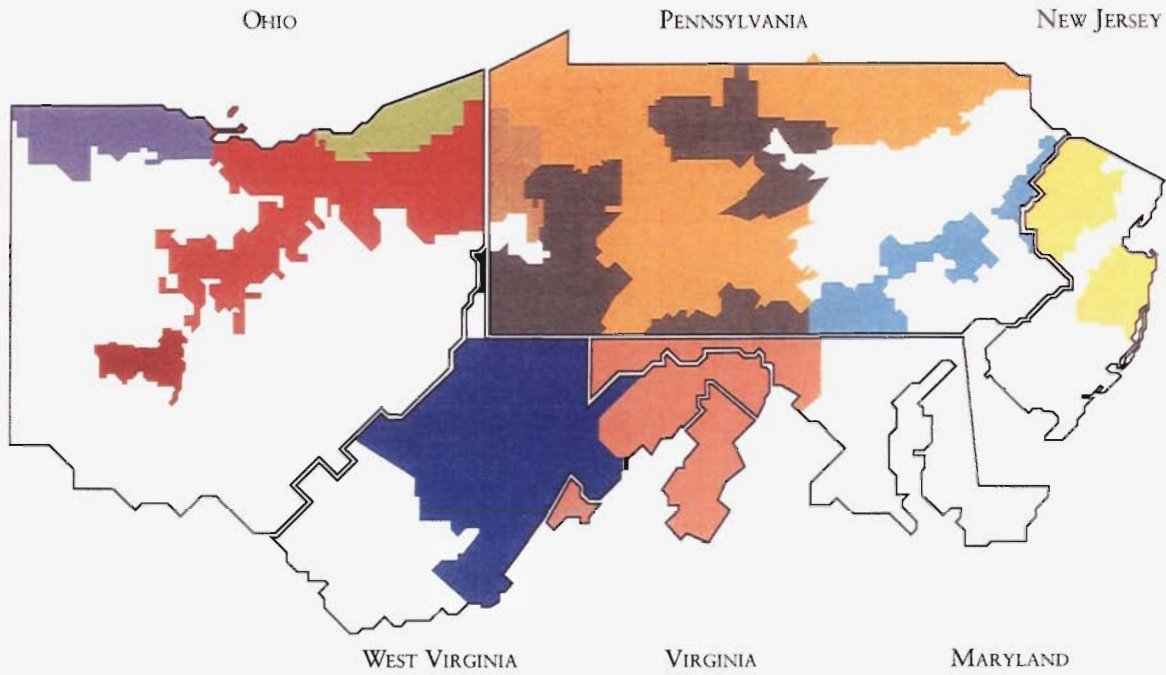 OHIO
PENNSYLVANIA
NEW JERSEY
WEST VIRGINIA
VIRGINIA
MARYLAND